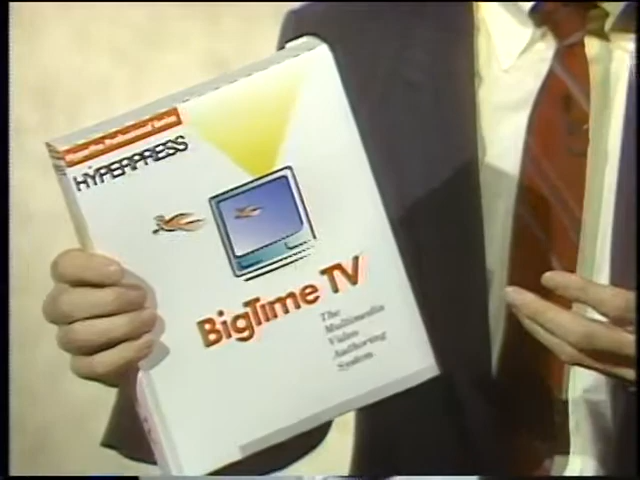 HYPERPRESS
BigTime TV
The
Multimedia
Video
Authoring
System